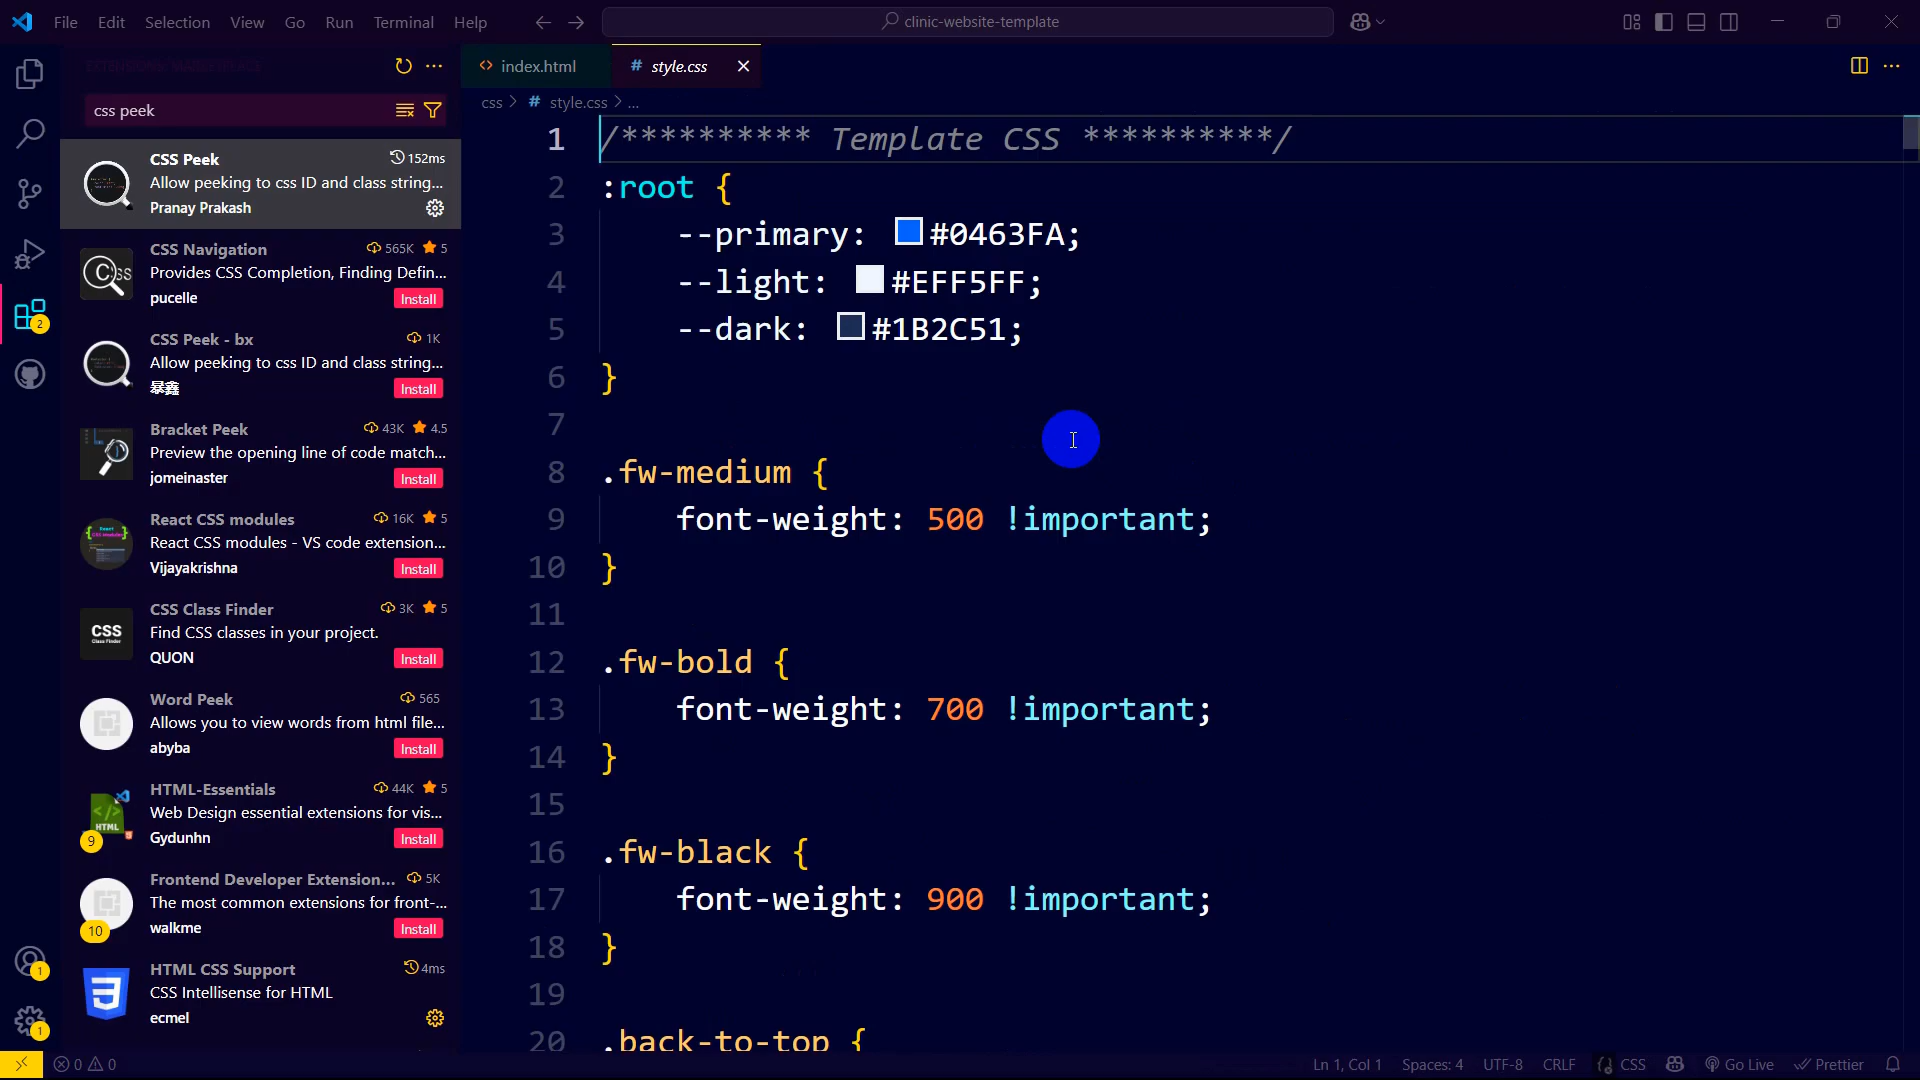 File Edit Selection View Go Run Terminal Help
clinic-website-template
css peek
CSS Peek 152ms
Allow peeking to css ID and class string...
Pranay Prakash
CSS Navigation 565K 5
Provides CSS Completion, Finding Defin...
pucelle Install
CSS Peek - bx 1K
Allow peeking to css ID and class string...
暴鑫 Install
Bracket Peek 43K 4.5
Preview the opening line of code match...
jomeinaster Install
React CSS modules 16K 5
React CSS modules - VS code extension...
Vijayakrishna Install
CSS Class Finder 3K 5
Find CSS classes in your project.
QUON Install
Word Peek 565
Allows you to view words from html file...
abyba Install
HTML-Essentials 44K 5
Web Design essential extensions for vis...
9 Gydunhn Install
Frontend Developer Extension... 5K
The most common extensions for front-...
10 walkme Install
HTML CSS Support 4ms
CSS Intellisense for HTML
ecmel
2
1
1
index.html # style.css
css > # style.css > ...
1 /********** Template CSS **********/
2 :root {
3 --primary: #0463FA;
4 --light: #EFF5FF;
5 --dark: #1B2C51;
6 }
7
8 .fw-medium {
9 font-weight: 500 !important;
10 }
11
12 .fw-bold {
13 font-weight: 700 !important;
14 }
15
16 .fw-black {
17 font-weight: 900 !important;
18 }
19
20 .back-to-top {
0 0 Ln 1, Col 1 Spaces: 4 UTF-8 CRLF CSS Go Live Prettier